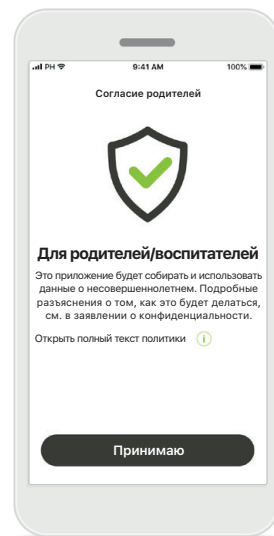 PH 9:41 AM 100%
Согласие родителей
Для родителей/воспитателей
Это приложение будет собирать и использовать
данные о несовершеннолетнем. Подробные
разъяснения о том, как это будет делаться,
см. в заявлении о конфиденциальности.
Открыть полный текст политики i
Принимаю